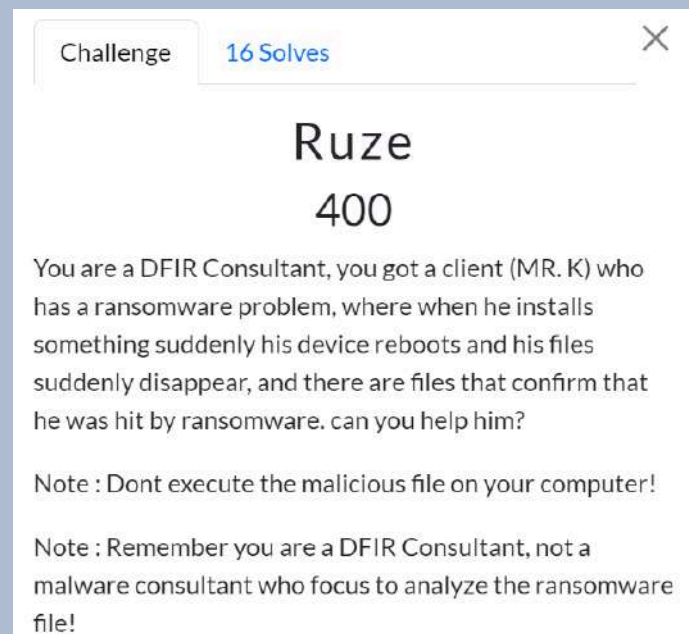 Challenge
16 Solves
Ruze
400
You are a DFIR Consultant, you got a client (MR. K) who
has a ransomware problem, where when he installs
something suddenly his device reboots and his files
suddenly disappear, and there are files that confirm that
he was hit by ransomware. can you help him?
Note : Dont execute the malicious file on your computer!
Note : Remember you are a DFIR Consultant, not a
malware consultant who focus to analyze the ransomware
file!